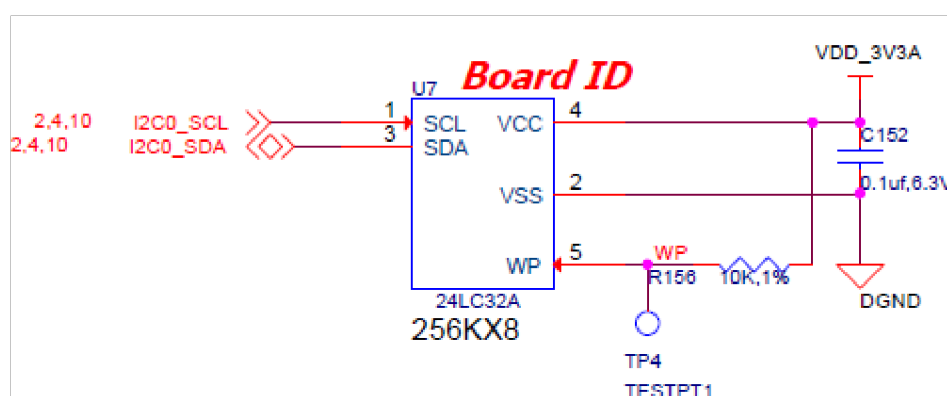 VDD_3V3A
Board ID
U7
2,4,10 I2C0_SCL 1 SCL VCC 4
2,4,10 I2C0_SDA 3 SDA
C152
0.1uf,6.3V
VSS 2
WP 5 WP
R156 10K,1%
24LC32A
256KX8
DGND
TP4
TESTPT1